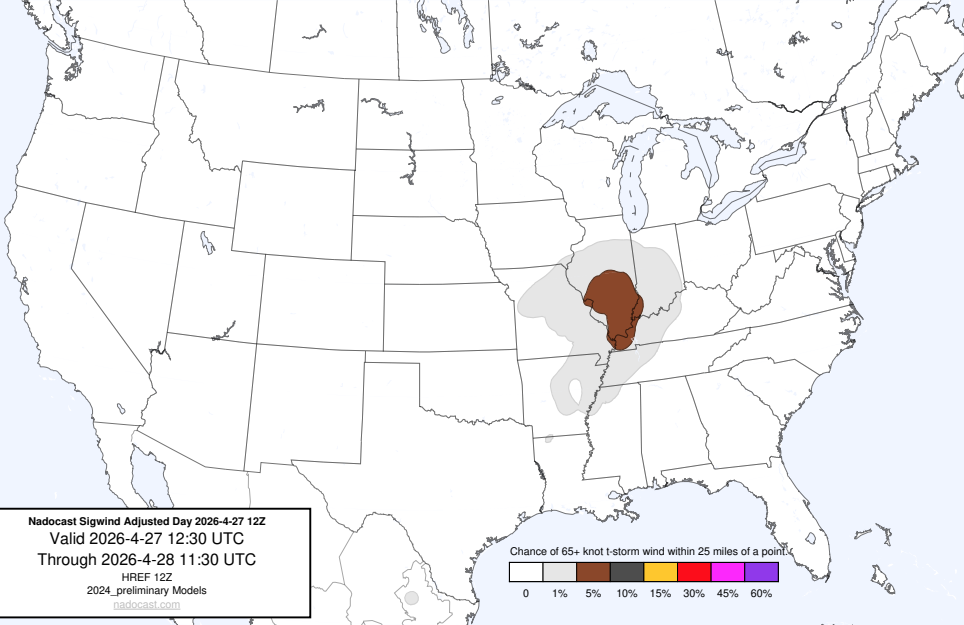 Nadocast Sigwind Adjusted Day 2026-4-27 12Z
Valid 2026-4-27 12:30 UTC
Through 2026-4-28 11:30 UTC
HREF 12Z
2024_preliminary Models
nadocast.com
Chance of 65+ knot t-storm wind within 25 miles of a point.
0 1% 5% 10% 15% 30% 45% 60%